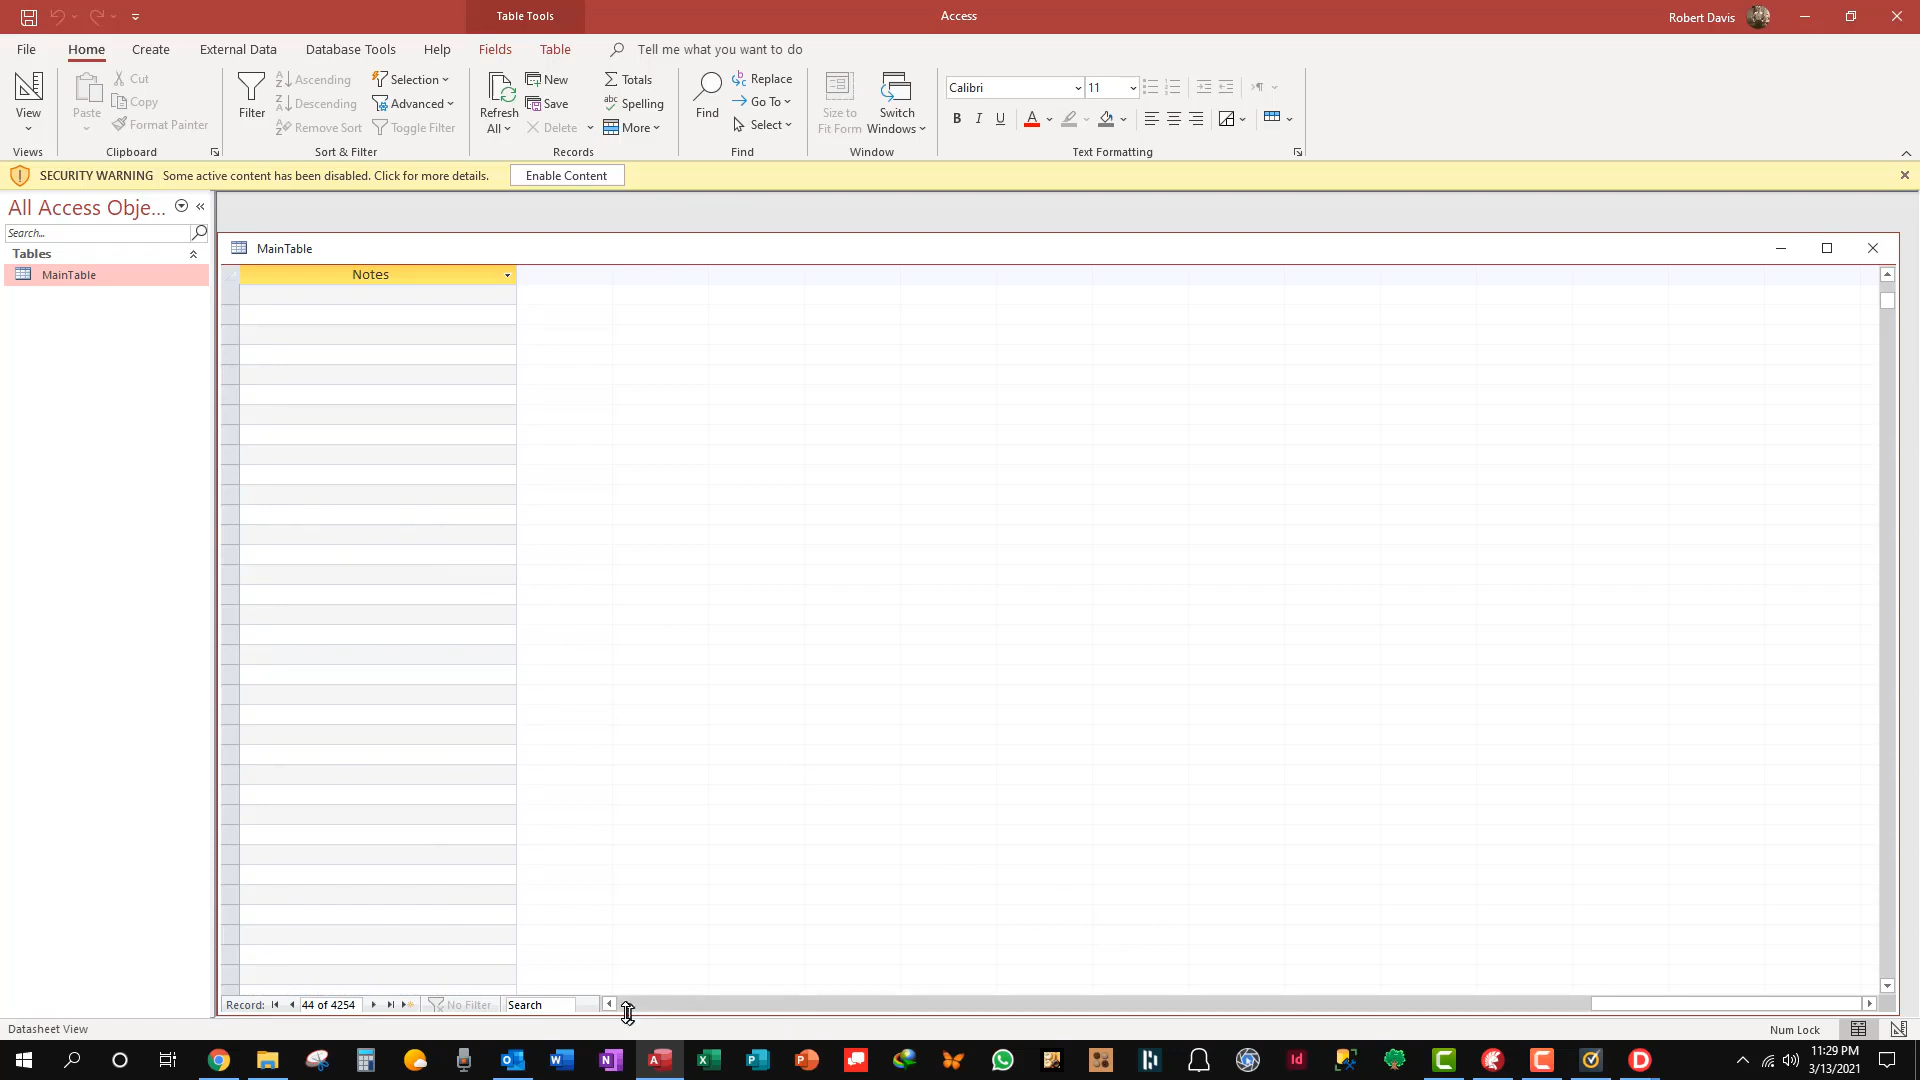 Table Tools
Access
Robert Davis
File
Home
Create
External Data
Database Tools
Help
Fields
Table
Tell me what you want to do
View
Views
Paste
Cut
Copy
Format Painter
Clipboard
Filter
Ascending
Descending
Remove Sort
Selection
Advanced
Toggle Filter
Sort & Filter
Refresh
All
New
Save
Delete
Totals
Spelling
More
Records
Find
Replace
Go To
Select
Find
Size to
Fit Form
Switch
Windows
Window
Calibri
11
B I U
Text Formatting
SECURITY WARNING Some active content has been disabled. Click for more details.
Enable Content
All Access Obje...
Search...
Tables
MainTable
MainTable
Notes
Record:
44 of 4254
No Filter
Search
Datasheet View
Num Lock
11:29 PM
3/13/2021